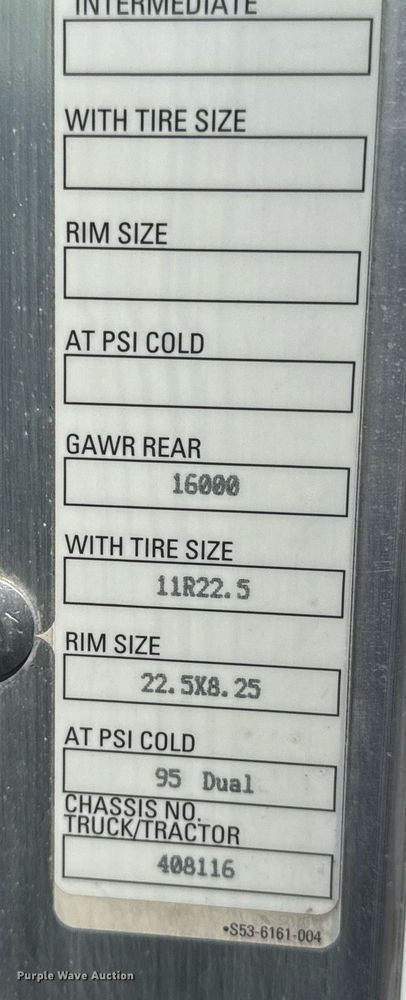 INTERMEDIATE
WITH TIRE SIZE
RIM SIZE
AT PSI COLD
GAWR REAR
16000
WITH TIRE SIZE
11R22.5
RIM SIZE
22.5X8.25
AT PSI COLD
95 Dual
CHASSIS NO.
TRUCK/TRACTOR
408116
•S53-6161-004
Purple Wave Auction